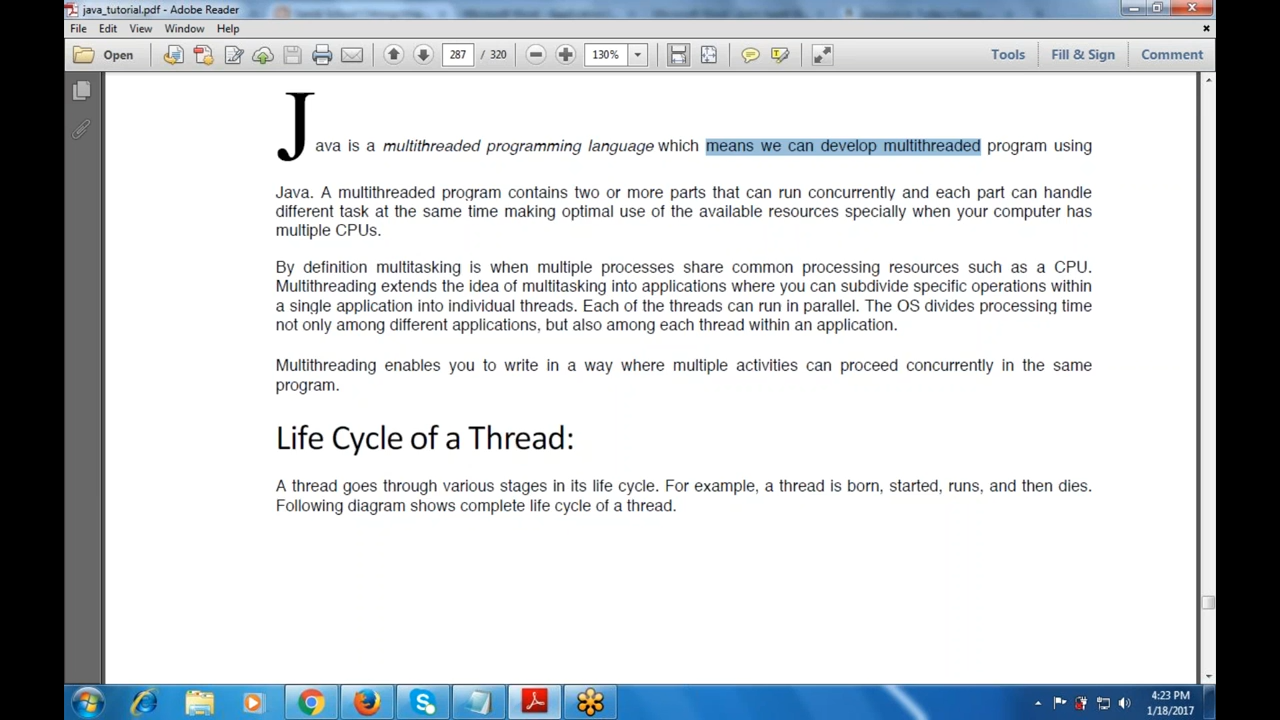 java_tutorial.pdf - Adobe Reader
File Edit View Window Help
Open 287 / 320 130% Tools Fill & Sign Comment
Java is a multithreaded programming language which means we can develop multithreaded program using
Java. A multithreaded program contains two or more parts that can run concurrently and each part can handle
different task at the same time making optimal use of the available resources specially when your computer has
multiple CPUs.
By definition multitasking is when multiple processes share common processing resources such as a CPU.
Multithreading extends the idea of multitasking into applications where you can subdivide specific operations within
a single application into individual threads. Each of the threads can run in parallel. The OS divides processing time
not only among different applications, but also among each thread within an application.
Multithreading enables you to write in a way where multiple activities can proceed concurrently in the same
program.
Life Cycle of a Thread:
A thread goes through various stages in its life cycle. For example, a thread is born, started, runs, and then dies.
Following diagram shows complete life cycle of a thread.
4:23 PM
1/18/2017